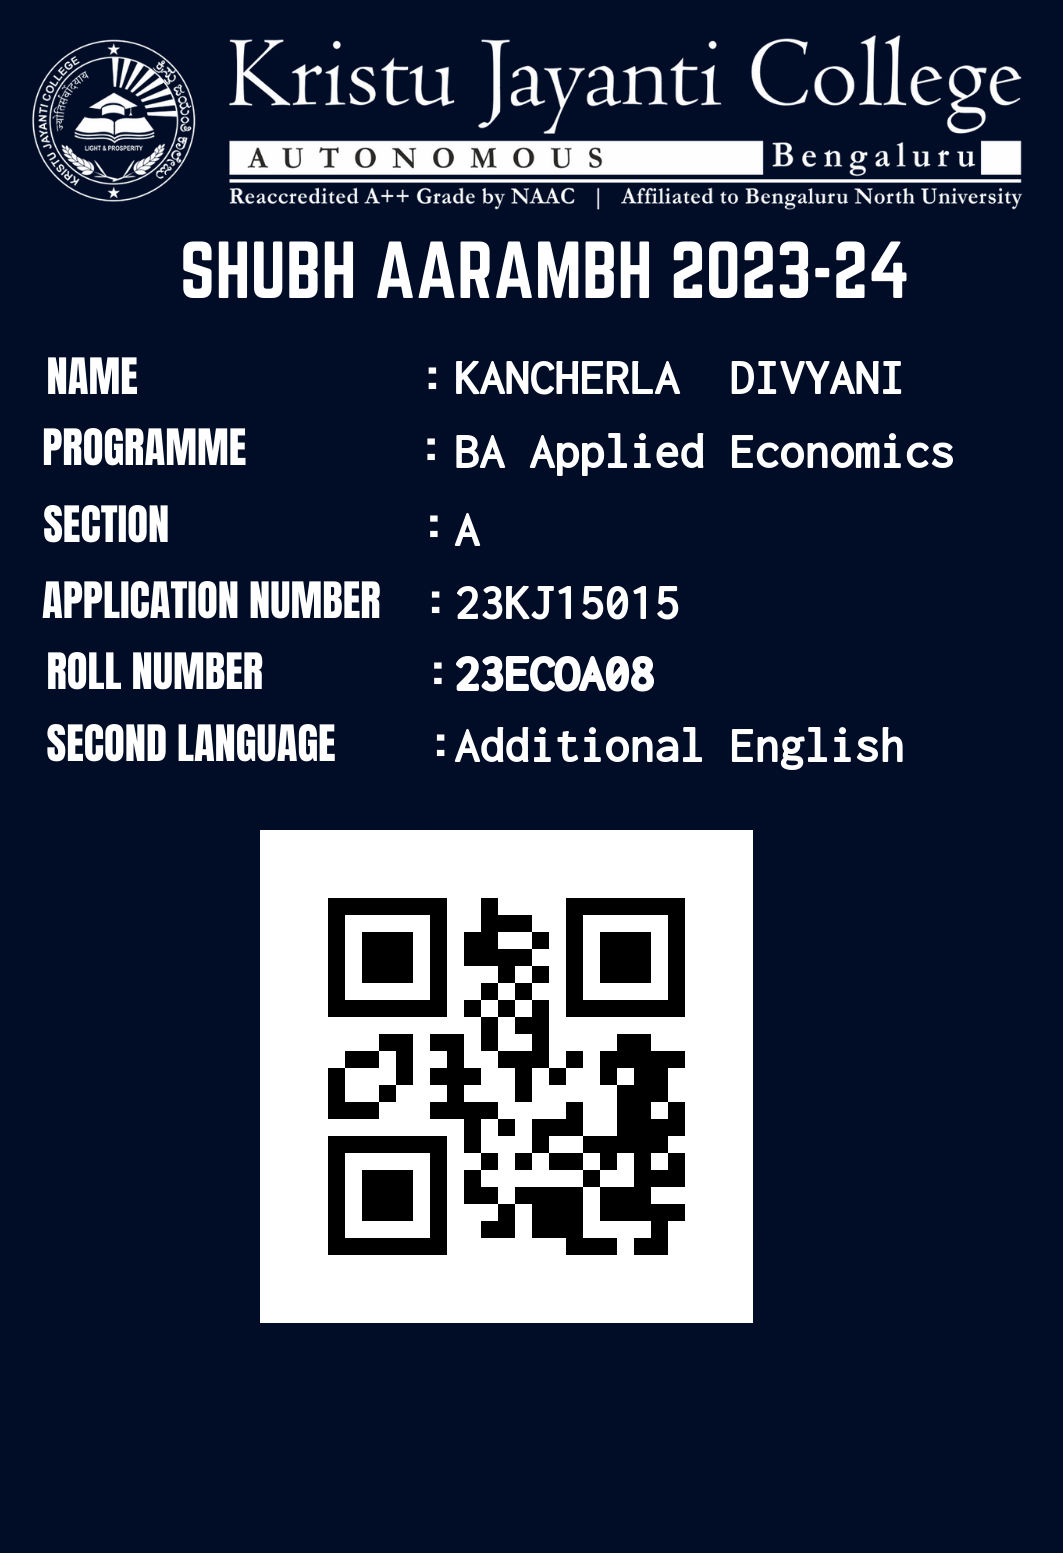 Kristu Jayanti College
AUTONOMOUS Bengaluru
Reaccredited A++ Grade by NAAC | Affiliated to Bengaluru North University
KRISTU JAYANTI COLLEGE
LIGHT & PROSPERITY
SHUBH AARAMBH 2023-24
NAME : KANCHERLA DIVYANI
PROGRAMME : BA Applied Economics
SECTION : A
APPLICATION NUMBER : 23KJ15015
ROLL NUMBER : 23ECOA08
SECOND LANGUAGE : Additional English